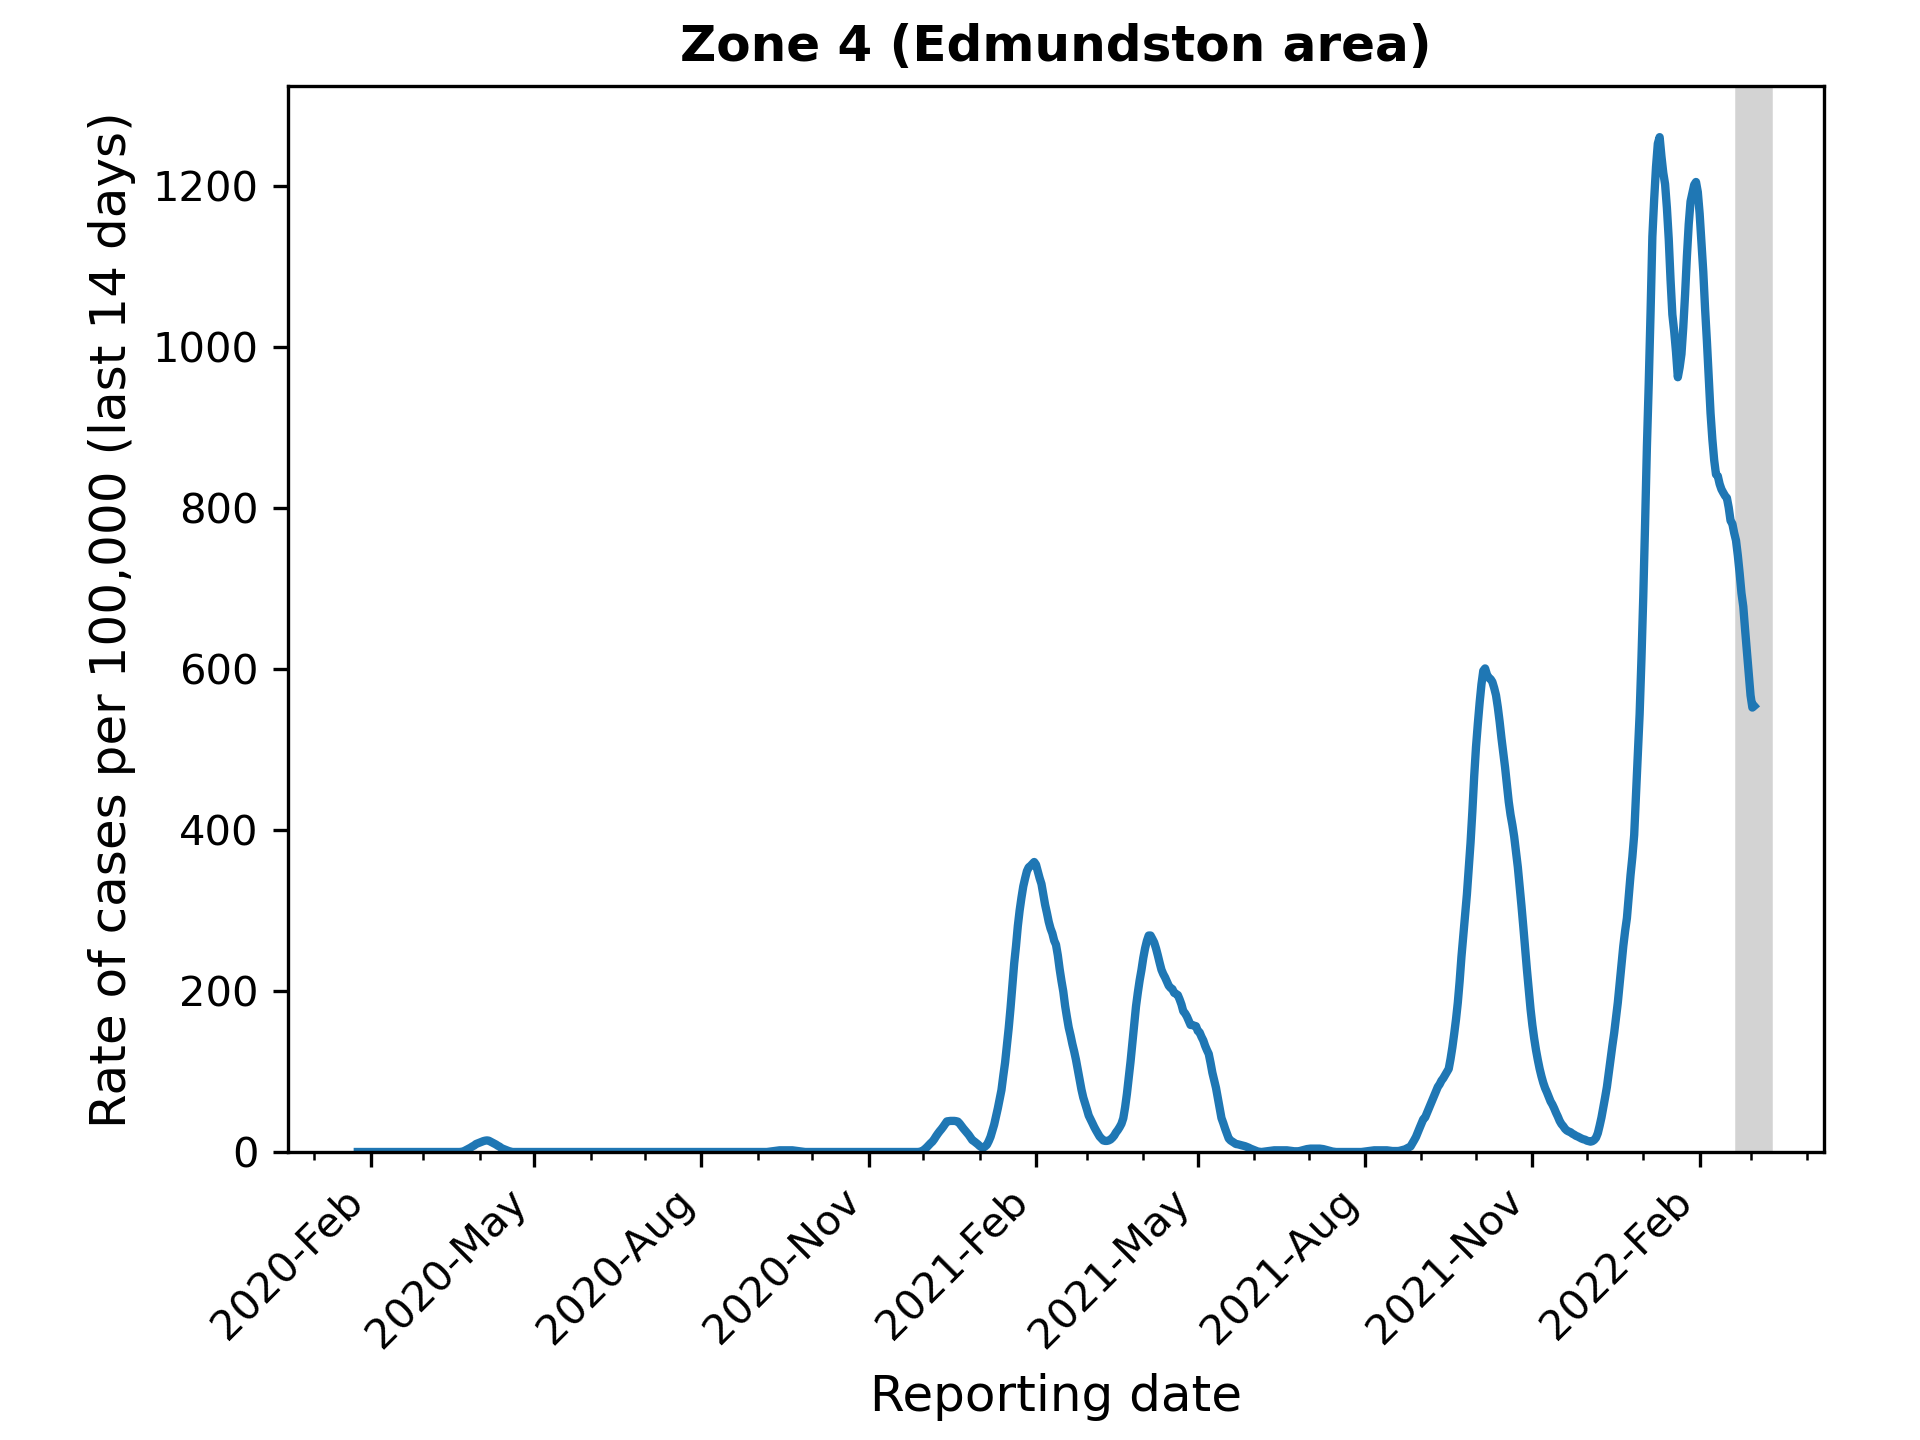 Zone 4 (Edmundston area)
Rate of cases per 100,000 (last 14 days)
1200
1000
800
600
400
200
0
2020-Feb
2020-May
2020-Aug
2020-Nov
2021-Feb
2021-May
2021-Aug
2021-Nov
2022-Feb
Reporting date